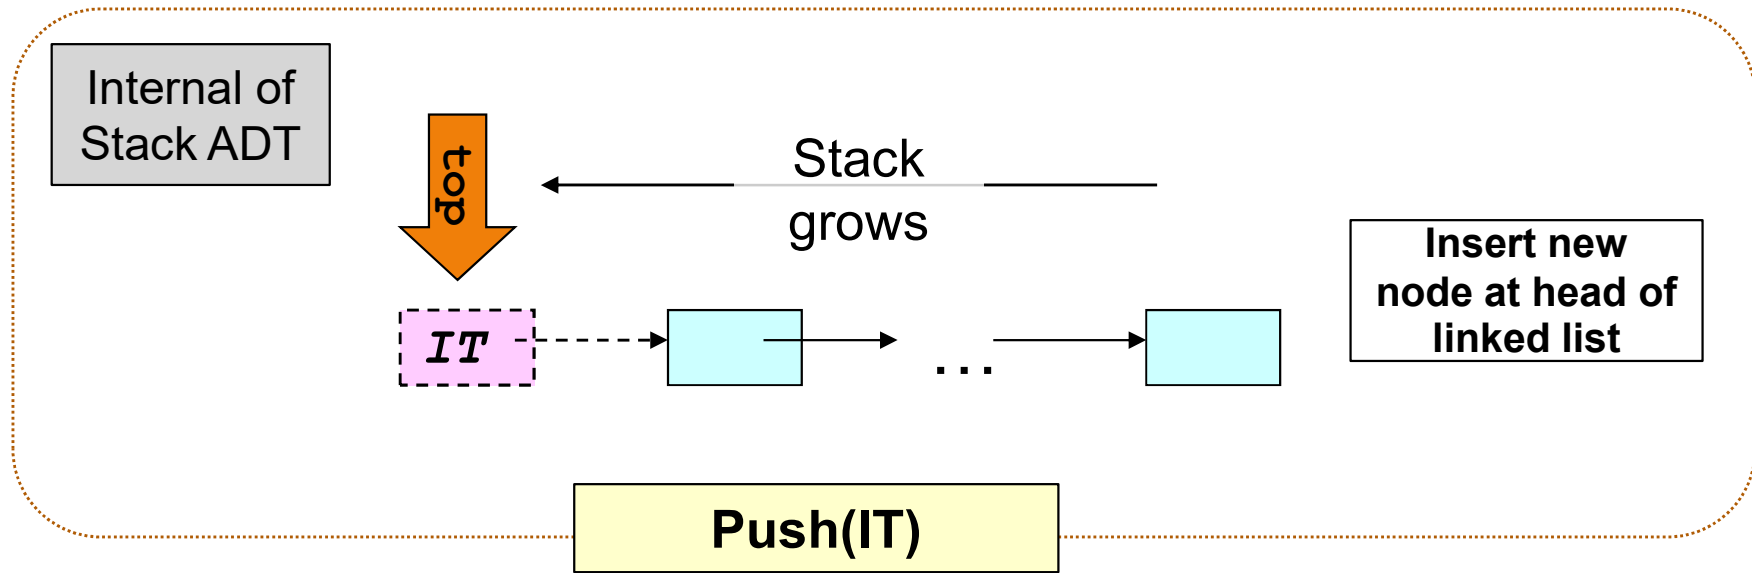 Internal of
Stack ADT
top
Stack
grows
Insert new
node at head of
linked list
IT
...
Push(IT)